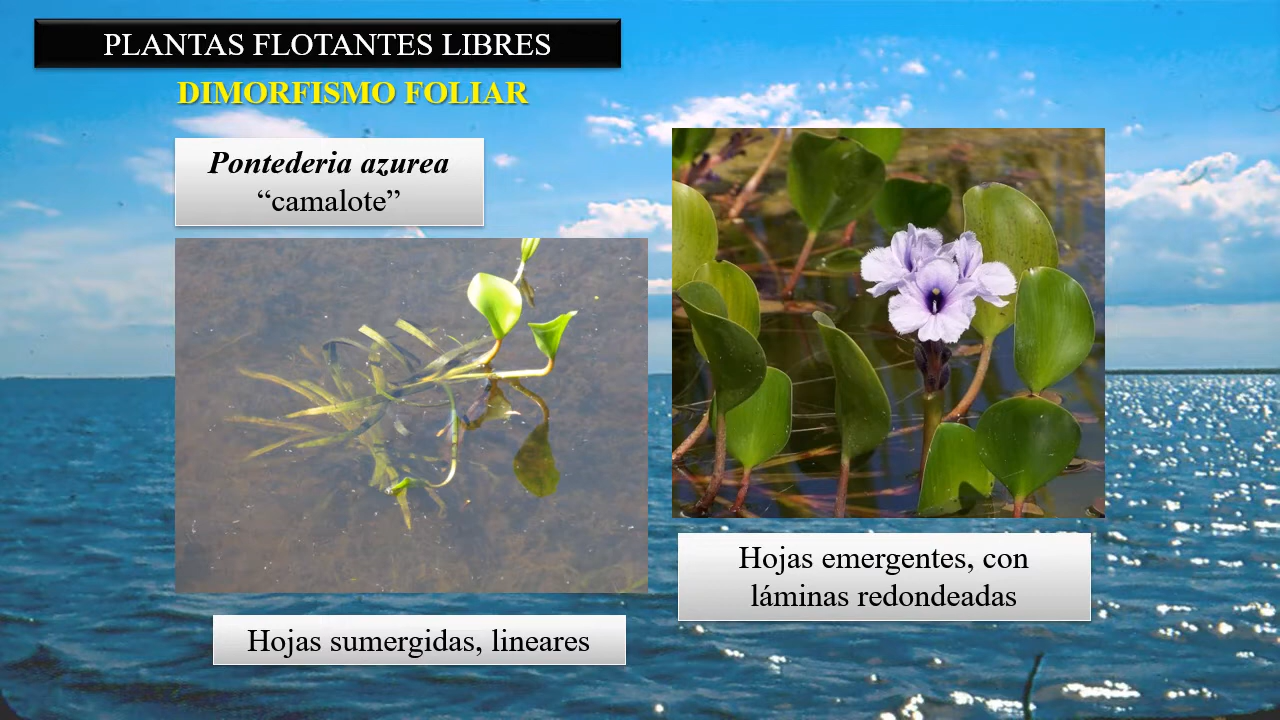 PLANTAS FLOTANTES LIBRES
DIMORFISMO FOLIAR
Pontederia azurea
“camalote”
Hojas emergentes, con
láminas redondeadas
Hojas sumergidas, lineares